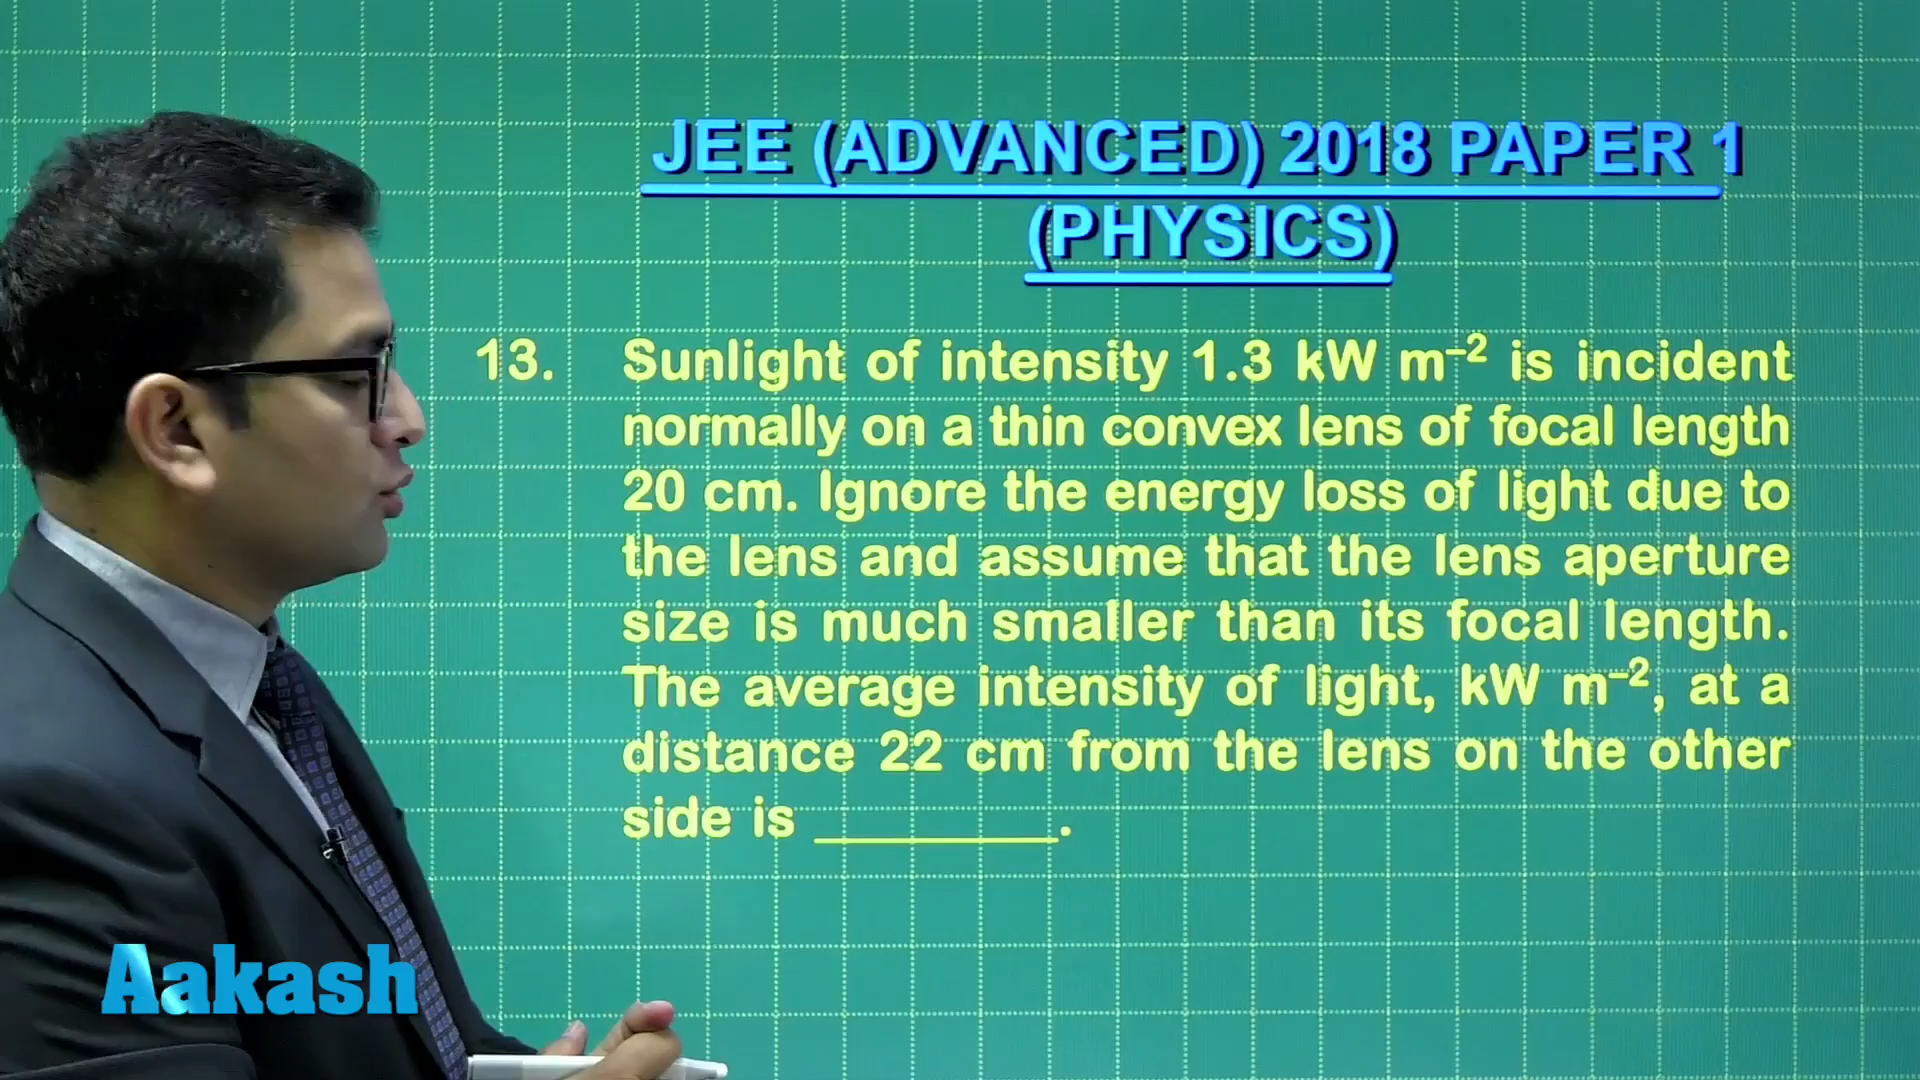 JEE (ADVANCED) 2018 PAPER 1
(PHYSICS)
13. Sunlight of intensity 1.3 kW m⁻² is incident
normally on a thin convex lens of focal length
20 cm. Ignore the energy loss of light due to
the lens and assume that the lens aperture
size is much smaller than its focal length.
The average intensity of light, kW m⁻², at a
distance 22 cm from the lens on the other
side is ________.
Aakash